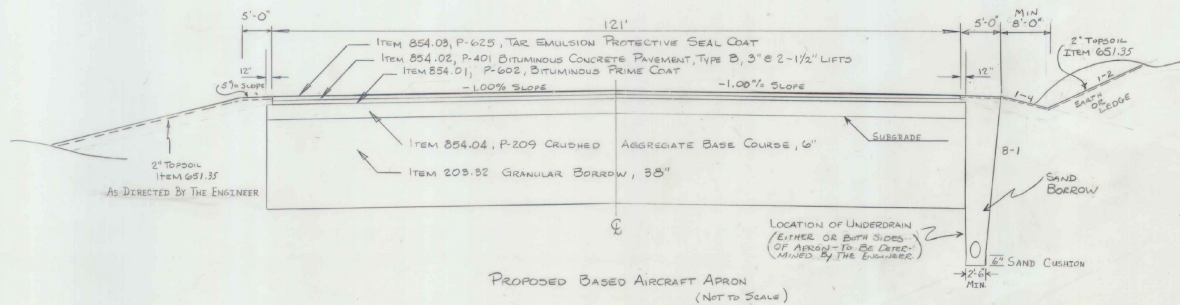 5'-0"
121'
5'-0"
MIN
8'-0"
2" TOPSOIL
ITEM 651.35
ITEM 854.03, P-625, TAR EMULSION PROTECTIVE SEAL COAT
ITEM 854.02, P-401 BITUMINOUS CONCRETE PAVEMENT, TYPE B, 3" @ 2-1/2" LIFTS
ITEM 854.01, P-602, BITUMINOUS PRIME COAT
12"
12"
5% SLOPE
-1.00% SLOPE
-1.00% SLOPE
1-4
1-2
EARTH
OR
LEDGE
SUBGRADE
8-1
ITEM 854.04, P-209 CRUSHED AGGREGATE BASE COURSE, 6"
2" TOPSOIL
ITEM 651.35
AS DIRECTED BY THE ENGINEER
ITEM 203.32 GRANULAR BORROW, 38"
SAND
BORROW
℄
LOCATION OF UNDERDRAIN
(EITHER OR BOTH SIDES
OF APRON - TO BE DETER-
MINED BY THE ENGINEER)
6" SAND CUSHION
2'-6"
MIN.
PROPOSED BASED AIRCRAFT APRON
(NOT TO SCALE)